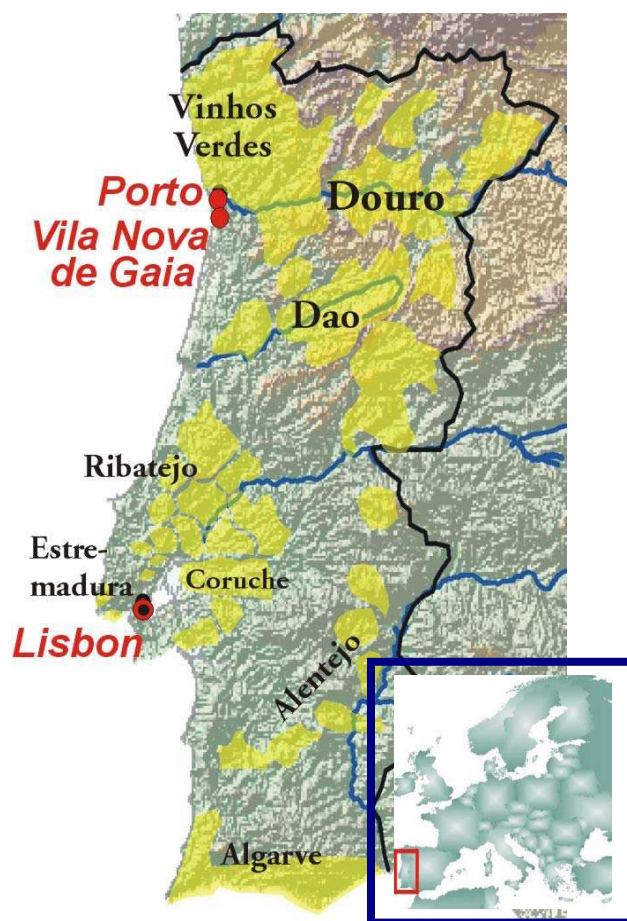 Vinhos
Verdes
Porto
Douro
Vila Nova
de Gaia
Dao
Ribatejo
Estre-
madura
Coruche
Lisbon
Alentejo
Algarve